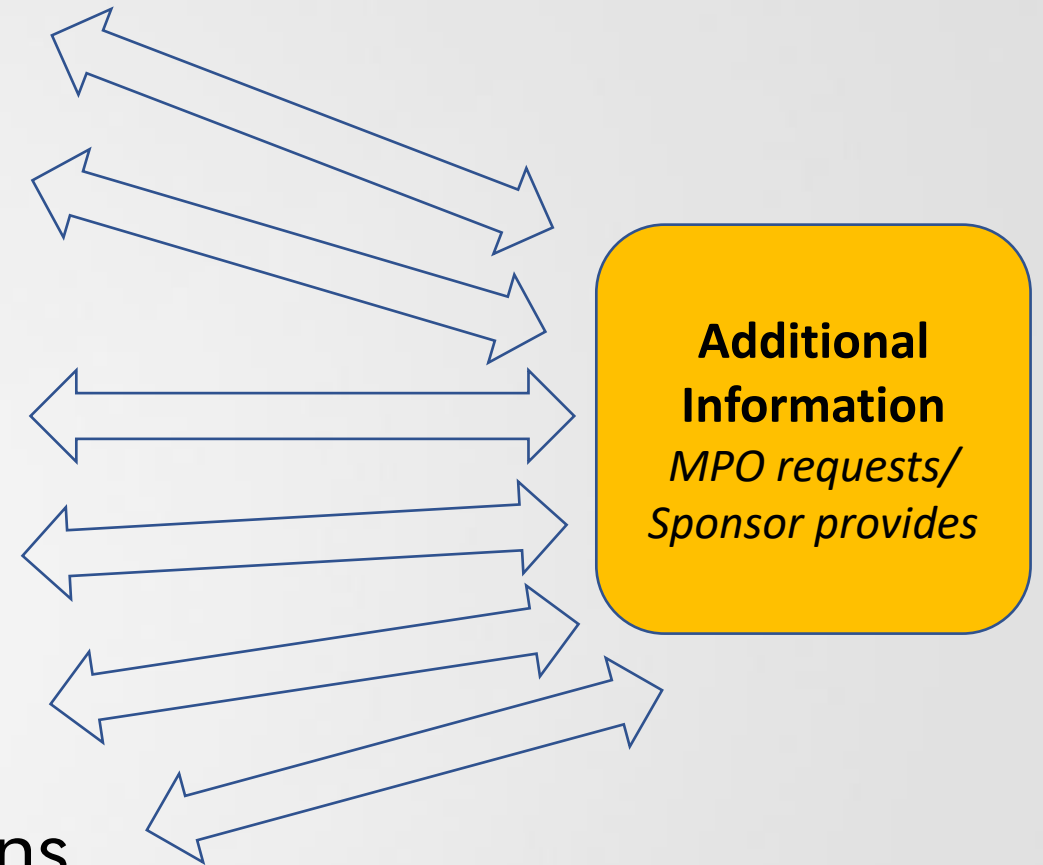 Additional
Information
MPO requests/
Sponsor provides